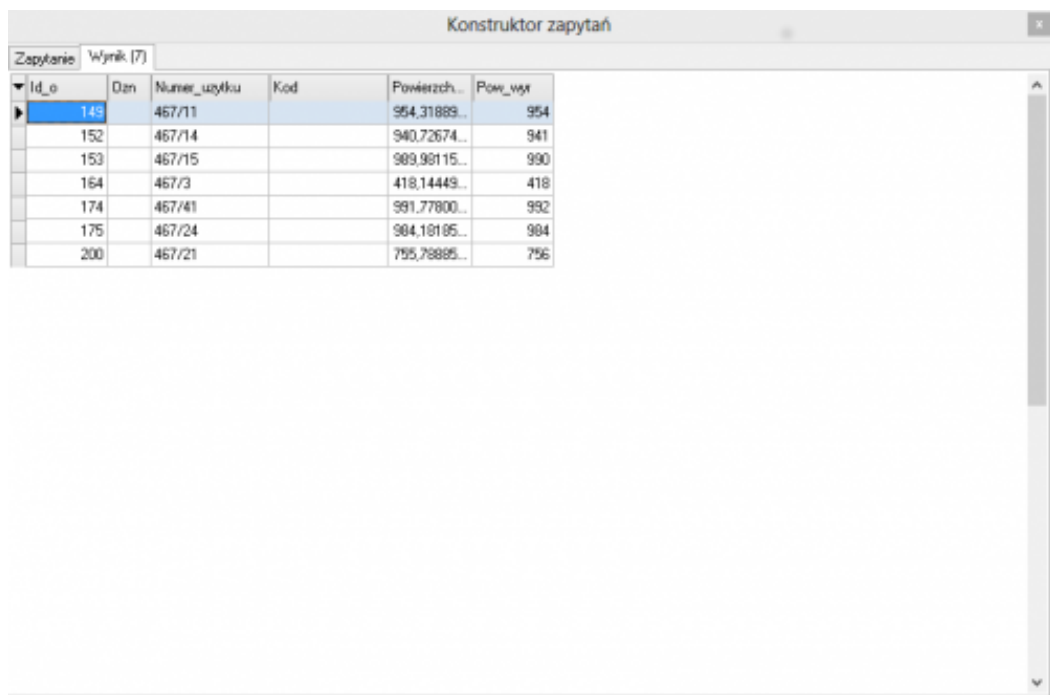 Konstruktor zapytań
x
Zapytanie Wynik (7)
Id_o Ozn Numer_uzytku Kod Powierzch... Pow_wyr
149 467/11 954,31889... 954
152 467/14 940,72674... 941
153 467/15 989,98115... 990
164 467/3 418,14449... 418
174 467/41 991,77800... 992
175 467/24 984,18185... 984
200 467/21 755,78885... 756